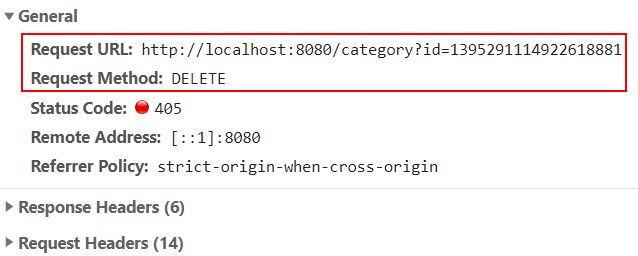 General
Request URL: http://localhost:8080/category?id=1395291114922618881
Request Method: DELETE
Status Code: 405
Remote Address: [::1]:8080
Referrer Policy: strict-origin-when-cross-origin
Response Headers (6)
Request Headers (14)